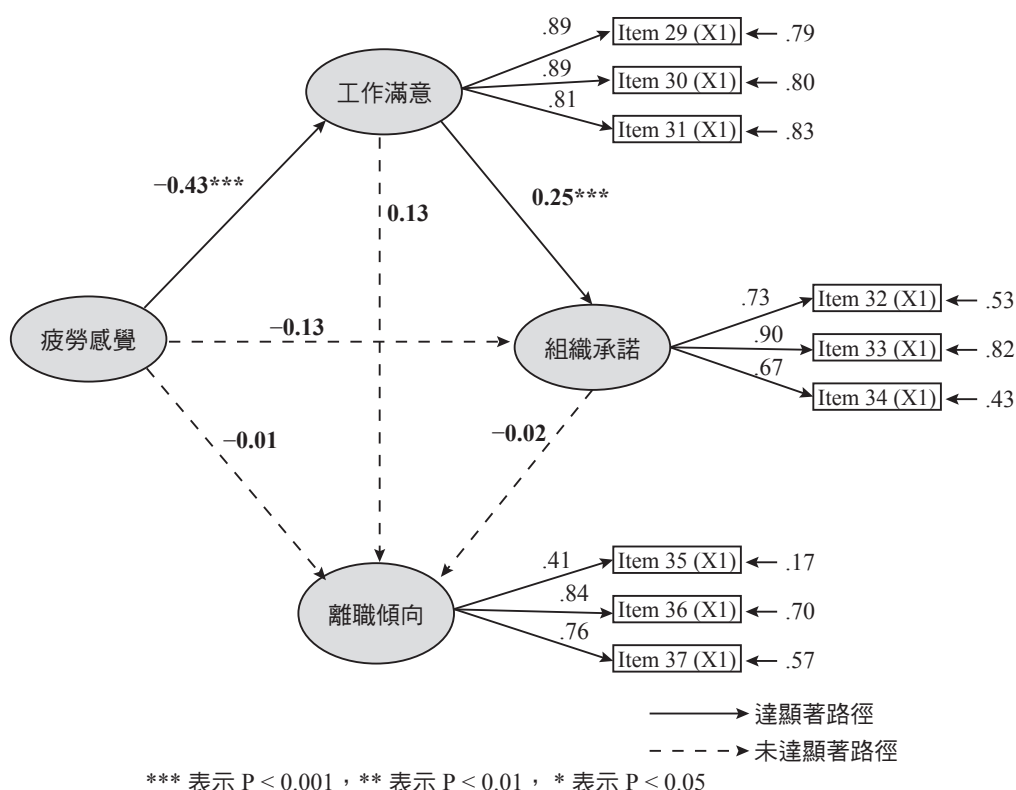 .89 Item 29 (X1) .79
.89 Item 30 (X1) .80
工作滿意
.81 Item 31 (X1) .83
−0.43***
0.25***
0.13
.73 Item 32 (X1) .53
疲勞感覺
−0.13
組織承諾
.90 Item 33 (X1) .82
.67 Item 34 (X1) .43
−0.01
−0.02
.41 Item 35 (X1) .17
離職傾向
.84 Item 36 (X1) .70
.76 Item 37 (X1) .57
達顯著路徑
未達顯著路徑
*** 表示 P < 0.001，** 表示 P < 0.01， * 表示 P < 0.05